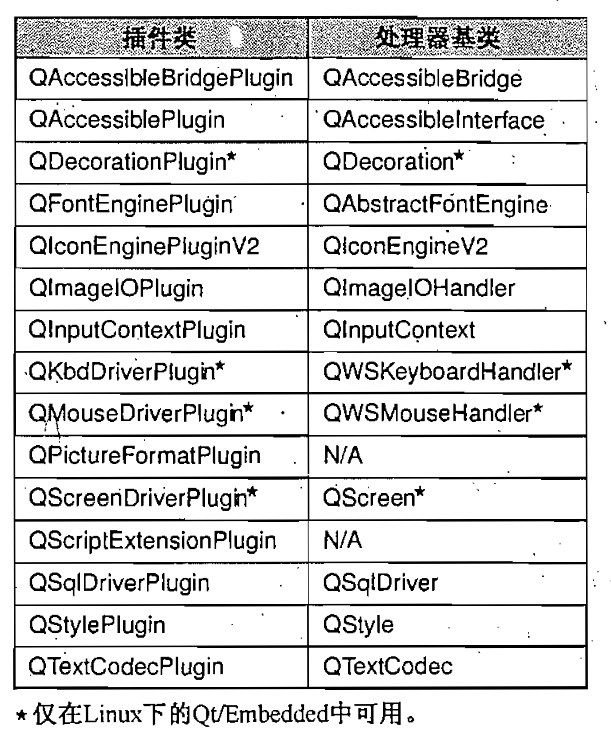 插件类 处理器基类
QAccessibleBridgePlugin QAccessibleBridge
QAccessiblePlugin QAccessibleInterface
QDecorationPlugin* QDecoration*
QFontEnginePlugin QAbstractFontEngine
QIconEnginePluginV2 QIconEngineV2
QImageIOPlugin QImageIOHandler
QInputContextPlugin QInputContext
QKbdDriverPlugin* QWSKeyboardHandler*
QMouseDriverPlugin* QWSMouseHandler*
QPictureFormatPlugin N/A
QScreenDriverPlugin* QScreen*
QScriptExtensionPlugin N/A
QSqlDriverPlugin QSqlDriver
QStylePlugin QStyle
QTextCodecPlugin QTextCodec
*仅在Linux下的Qt/Embedded中可用。